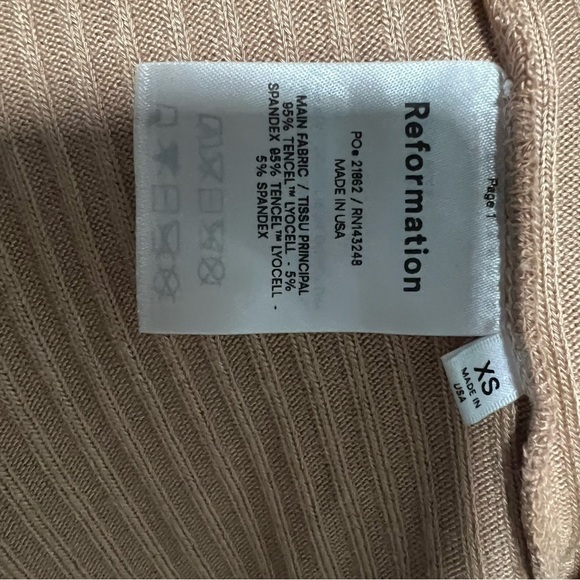 Page 1
Reformation
POe 21862 / RN143248
MADE IN USA
MAIN FABRIC / TISSU PRINCIPAL
95% TENCEL™ LYOCELL . 5%
SPANDEX 95% TENCEL™ LYOCELL -
5% SPANDEX
XS
MADE IN
USA